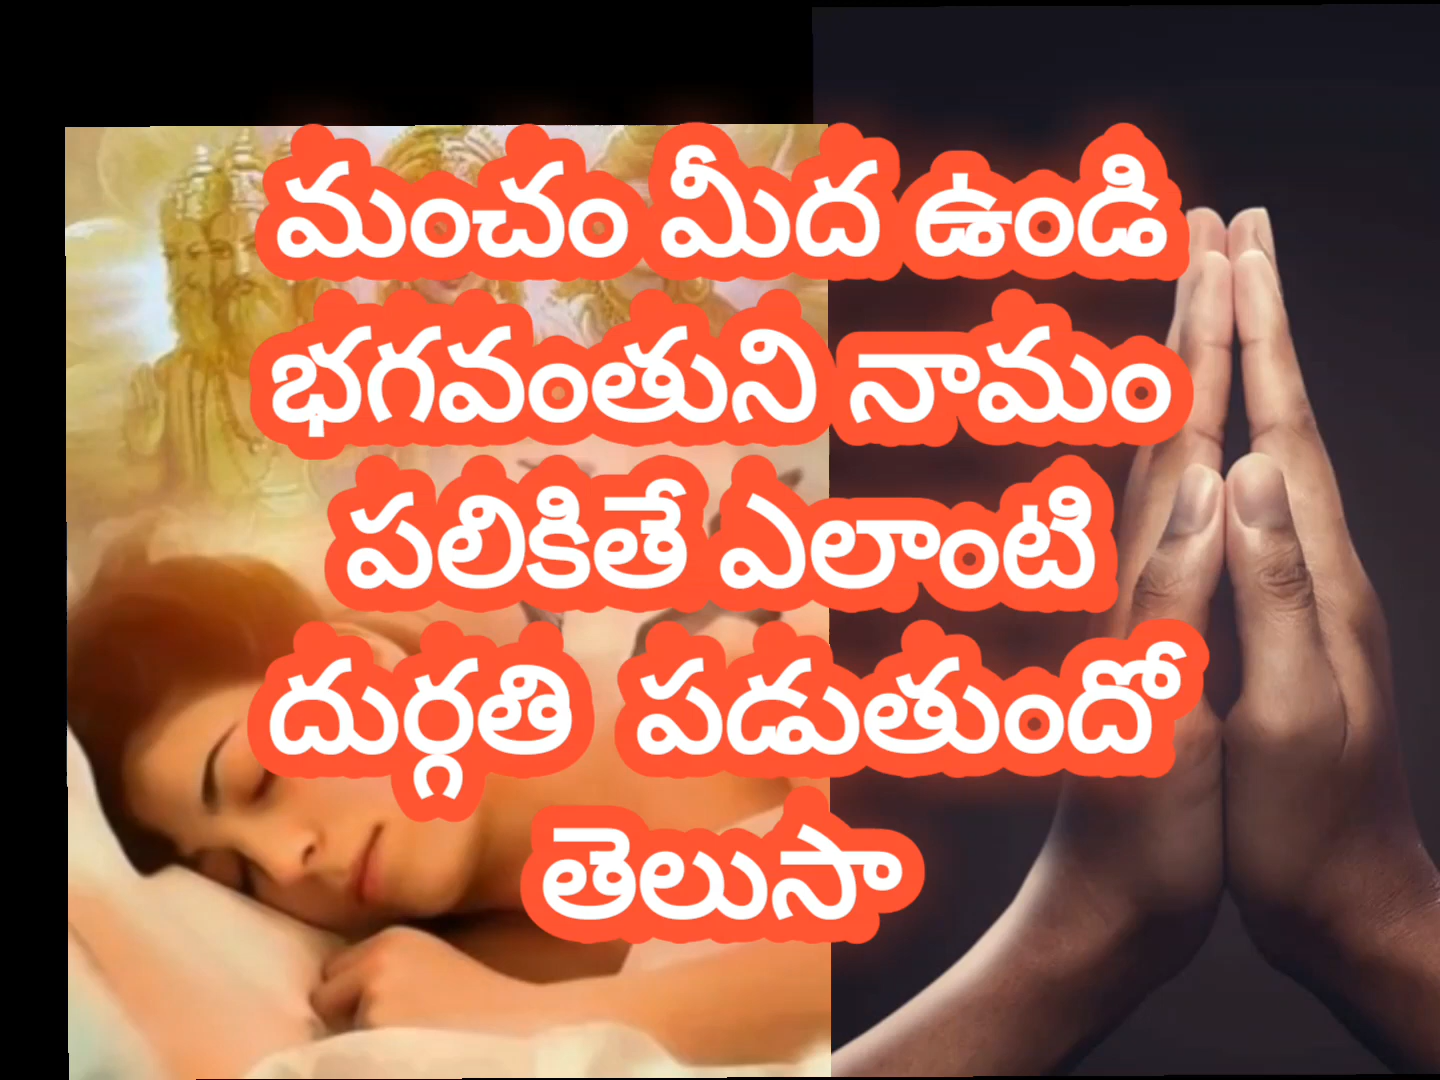 మంచం మీద ఉండి
భగవంతుని నామం
పలికితే ఎలాంటి
దుర్గతి పడుతుందో
తెలుసా